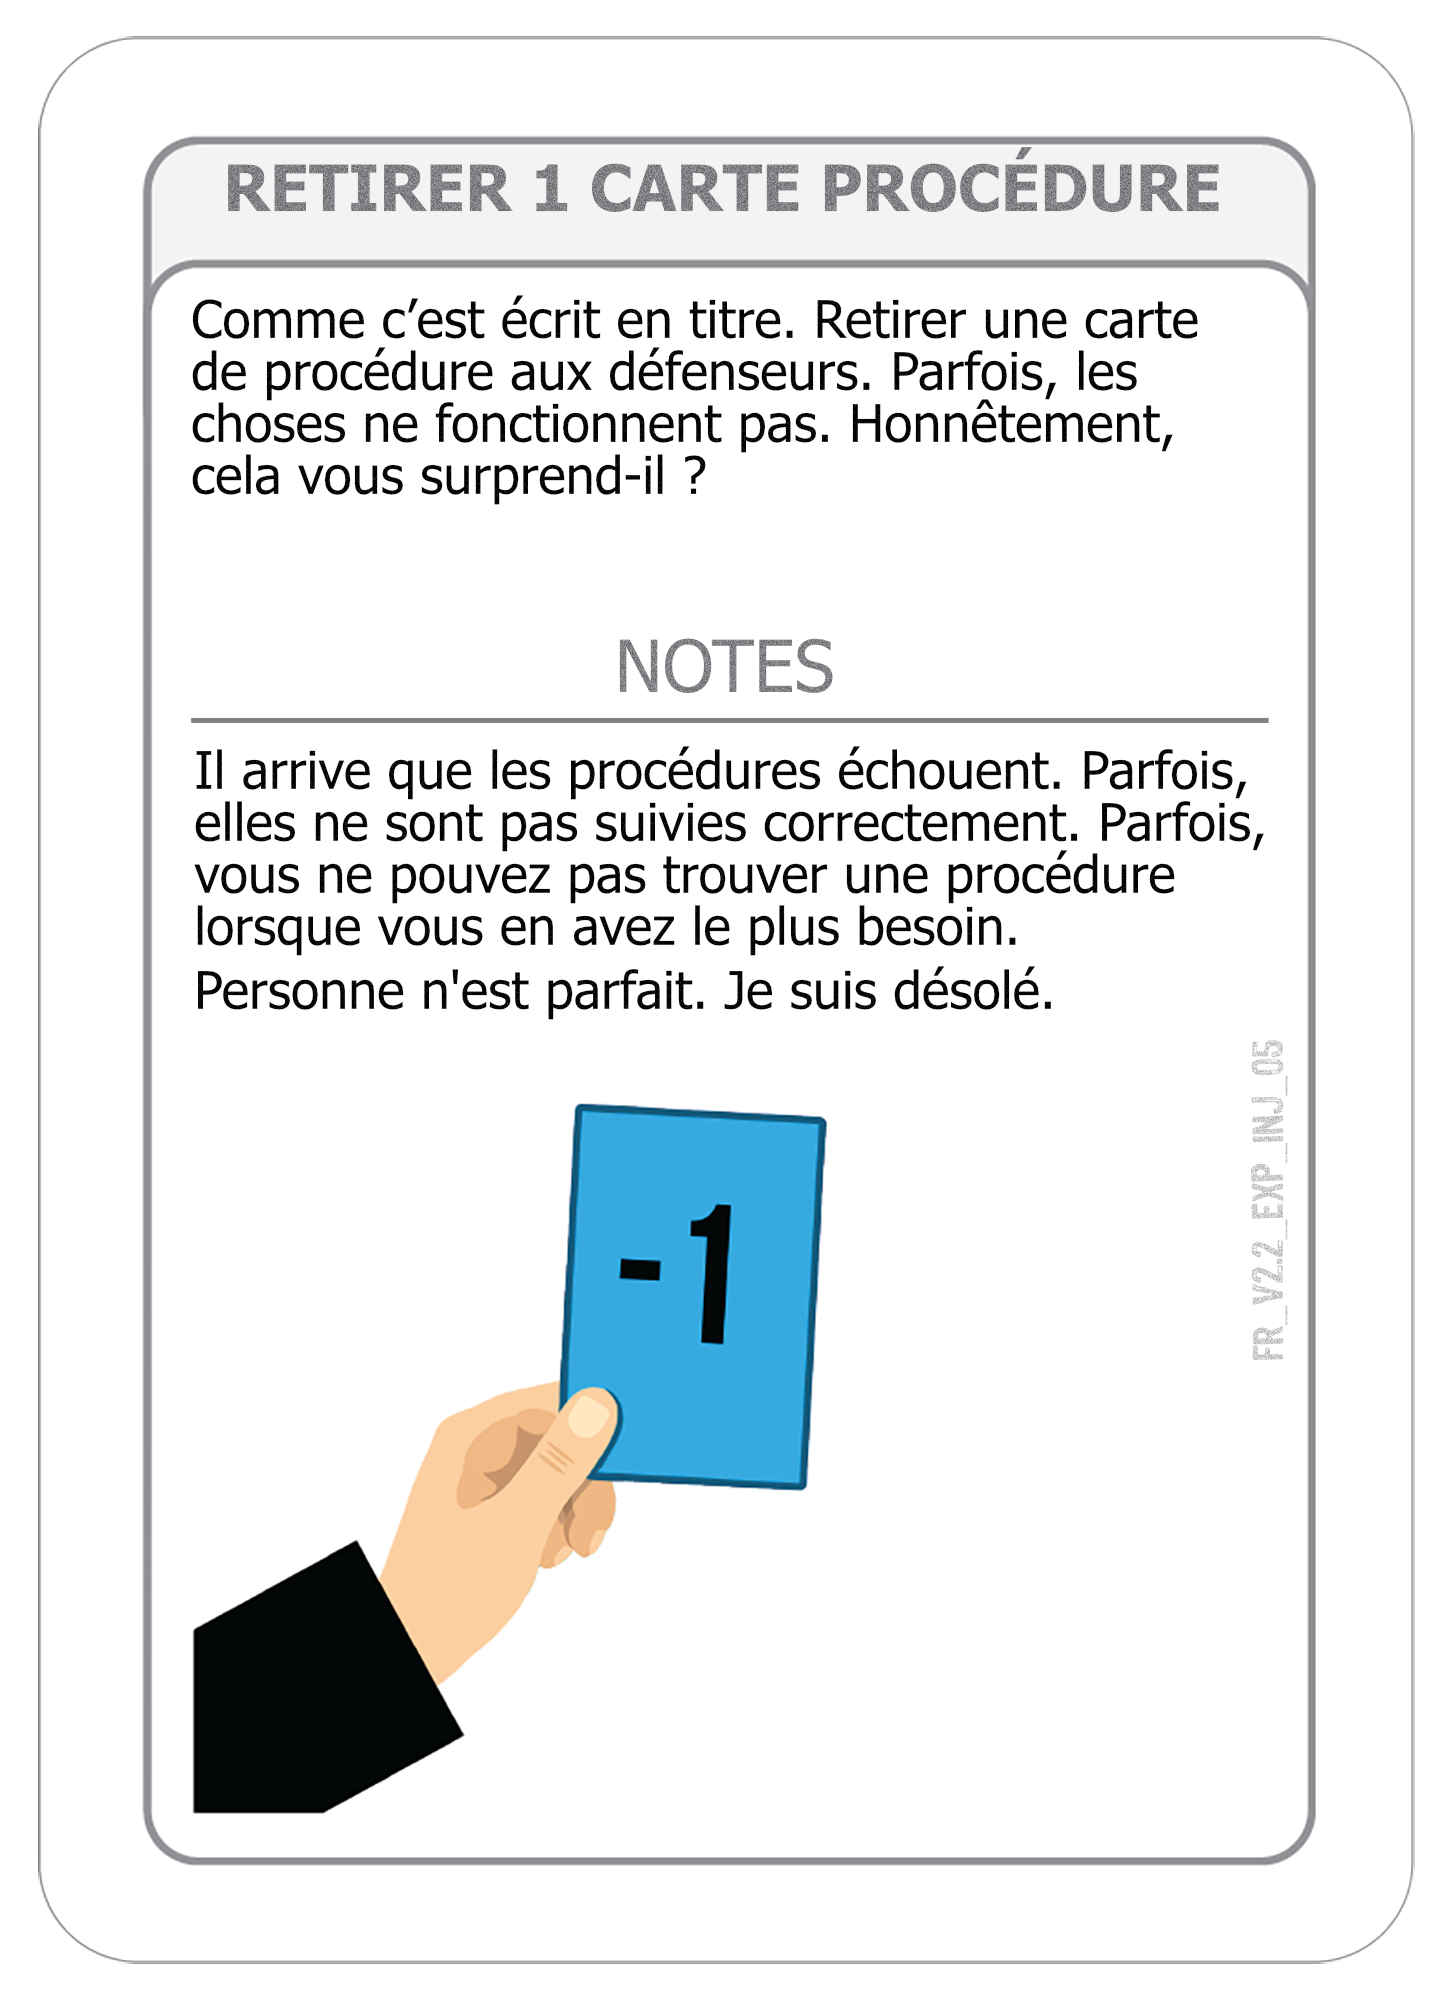 RETIRER 1 CARTE PROCÉDURE
Comme c’est écrit en titre. Retirer une carte
de procédure aux défenseurs. Parfois, les
choses ne fonctionnent pas. Honnêtement,
cela vous surprend-il ?
NOTES
Il arrive que les procédures échouent. Parfois,
elles ne sont pas suivies correctement. Parfois,
vous ne pouvez pas trouver une procédure
lorsque vous en avez le plus besoin.
Personne n'est parfait. Je suis désolé.
FR_V2.2_EXP_INJ_05
-1